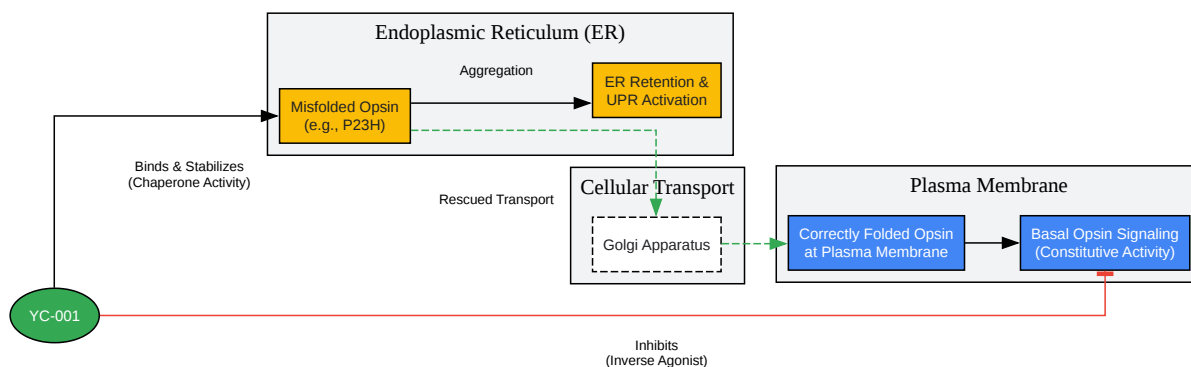 Endoplasmic Reticulum (ER)
Aggregation
ER Retention &
UPR Activation
Misfolded Opsin
(e.g., P23H)
Binds & Stabilizes
(Chaperone Activity)
Rescued Transport
Cellular Transport
Golgi Apparatus
Plasma Membrane
Correctly Folded Opsin
at Plasma Membrane
Basal Opsin Signaling
(Constitutive Activity)
YC-001
Inhibits
(Inverse Agonist)